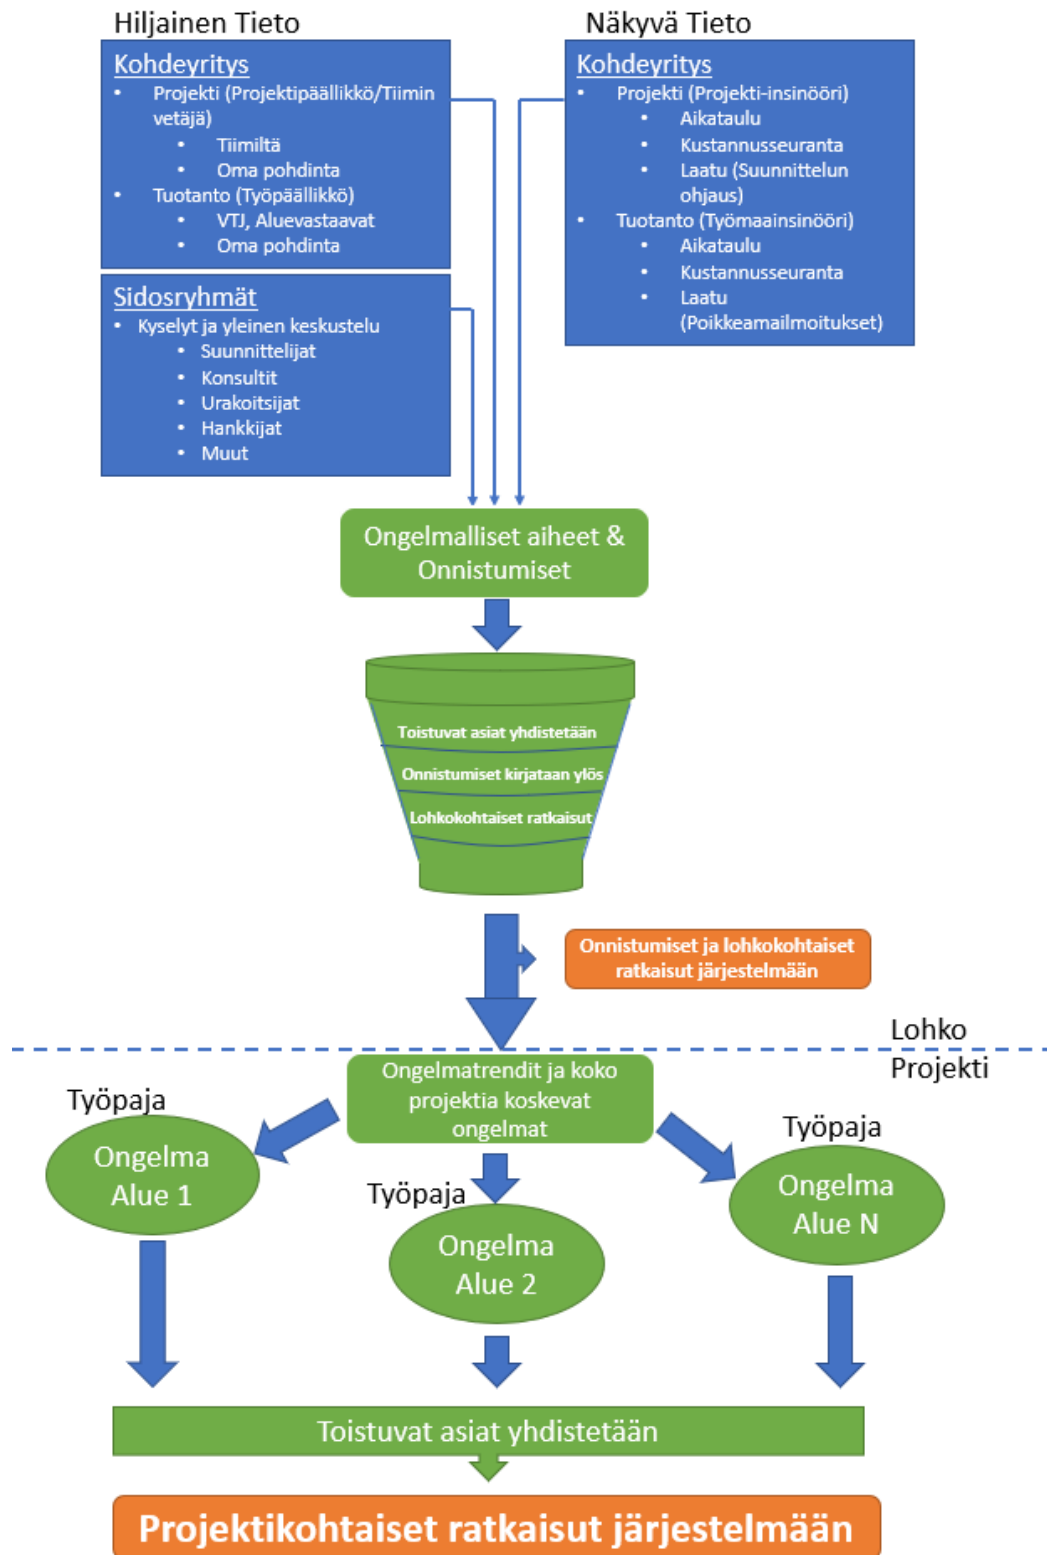 Hiljainen Tieto
Kohdeyritys
• Projekti (Projektipäällikkö/Tiimin
vetäjä)
• Tiimiltä
• Oma pohdinta
• Tuotanto (Työpäällikkö)
• VTJ, Aluevastaavat
• Oma pohdinta
Sidosryhmät
• Kyselyt ja yleinen keskustelu
• Suunnittelijat
• Konsultit
• Urakoitsijat
• Hankkijat
• Muut
Näkyvä Tieto
Kohdeyritys
• Projekti (Projekti-insinööri)
• Aikataulu
• Kustannusseuranta
• Laatu (Suunnittelun
ohjaus)
• Tuotanto (Työmaainsinööri)
• Aikataulu
• Kustannusseuranta
• Laatu
(Poikkeamailmoitukset)
Ongelmalliset aiheet &
Onnistumiset
Toistuvat asiat yhdistetään
Onnistumiset kirjataan ylös
Lohkokohtaiset ratkaisut
Onnistumiset ja lohkokohtaiset
ratkaisut järjestelmään
Lohko
Projekti
Ongelmatrendit ja koko
projektia koskevat
ongelmat
Työpaja
Ongelma
Alue 1
Työpaja
Ongelma
Alue 2
Työpaja
Ongelma
Alue N
Toistuvat asiat yhdistetään
Projektikohtaiset ratkaisut järjestelmään